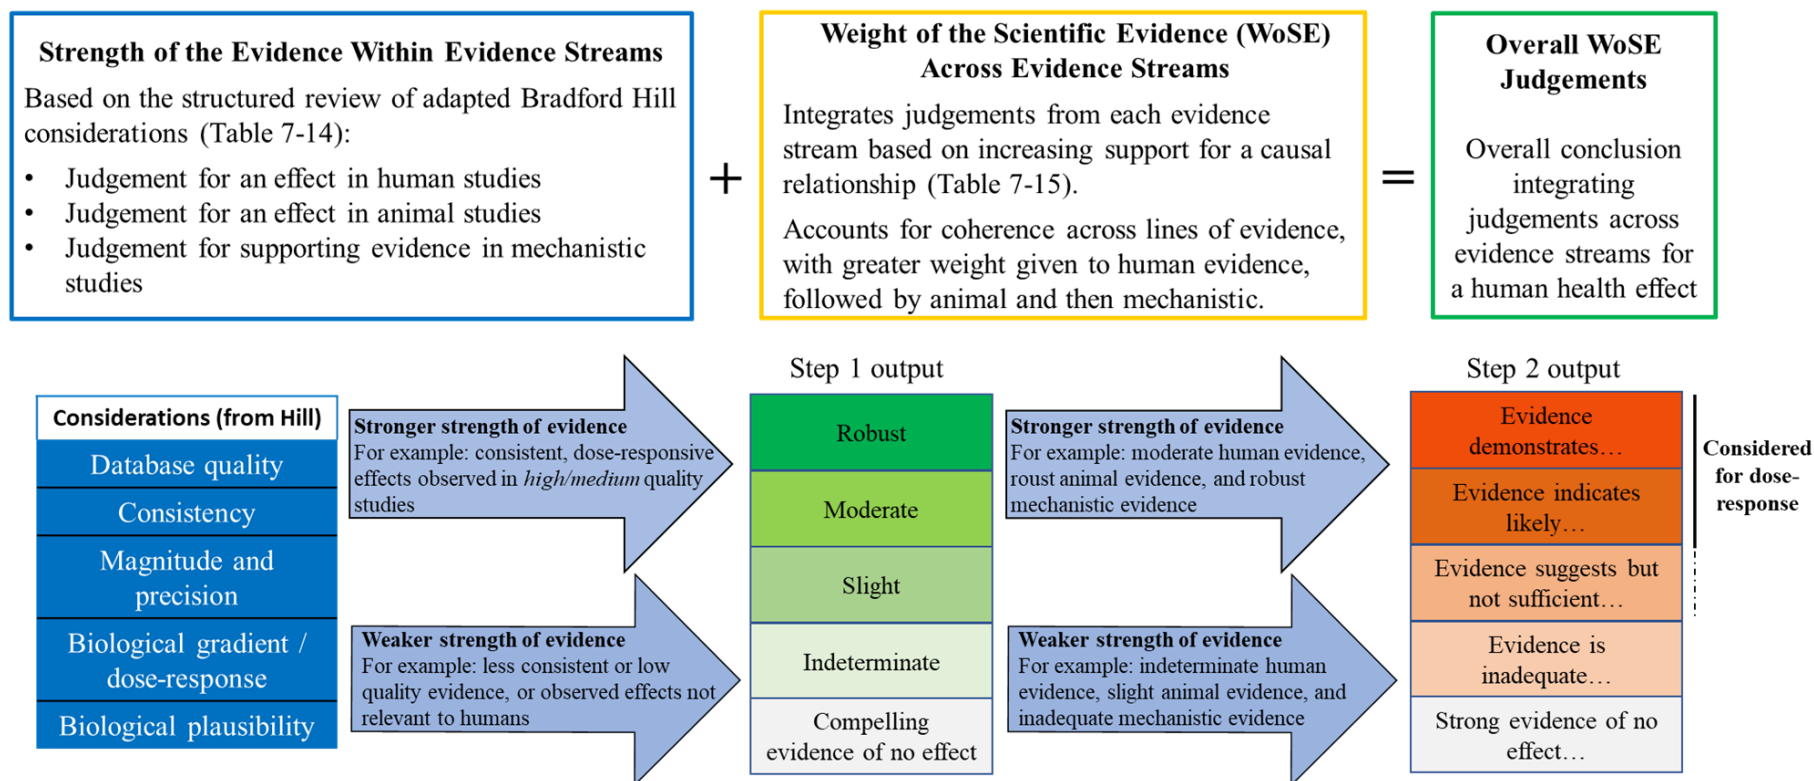 Strength of the Evidence Within Evidence Streams
Based on the structured review of adapted Bradford Hill
considerations (Table 7-14):
• Judgement for an effect in human studies
• Judgement for an effect in animal studies
• Judgement for supporting evidence in mechanistic
studies
+
Weight of the Scientific Evidence (WoSE)
Across Evidence Streams
Integrates judgements from each evidence
stream based on increasing support for a causal
relationship (Table 7-15).
Accounts for coherence across lines of evidence,
with greater weight given to human evidence,
followed by animal and then mechanistic.
=
Overall WoSE
Judgements
Overall conclusion
integrating
judgements across
evidence streams for
a human health effect
Considerations (from Hill)
Database quality
Consistency
Magnitude and
precision
Biological gradient /
dose-response
Biological plausibility
Stronger strength of evidence
For example: consistent, dose-responsive
effects observed in high/medium quality
studies
Weaker strength of evidence
For example: less consistent or low
quality evidence, or observed effects not
relevant to humans
Step 1 output
Robust
Moderate
Slight
Indeterminate
Compelling
evidence of no effect
Stronger strength of evidence
For example: moderate human evidence,
roust animal evidence, and robust
mechanistic evidence
Weaker strength of evidence
For example: indeterminate human
evidence, slight animal evidence, and
inadequate mechanistic evidence
Step 2 output
Evidence
demonstrates…
Evidence indicates
likely…
Evidence suggests but
not sufficient…
Evidence is
inadequate…
Strong evidence of no
effect…
Considered
for dose-
response